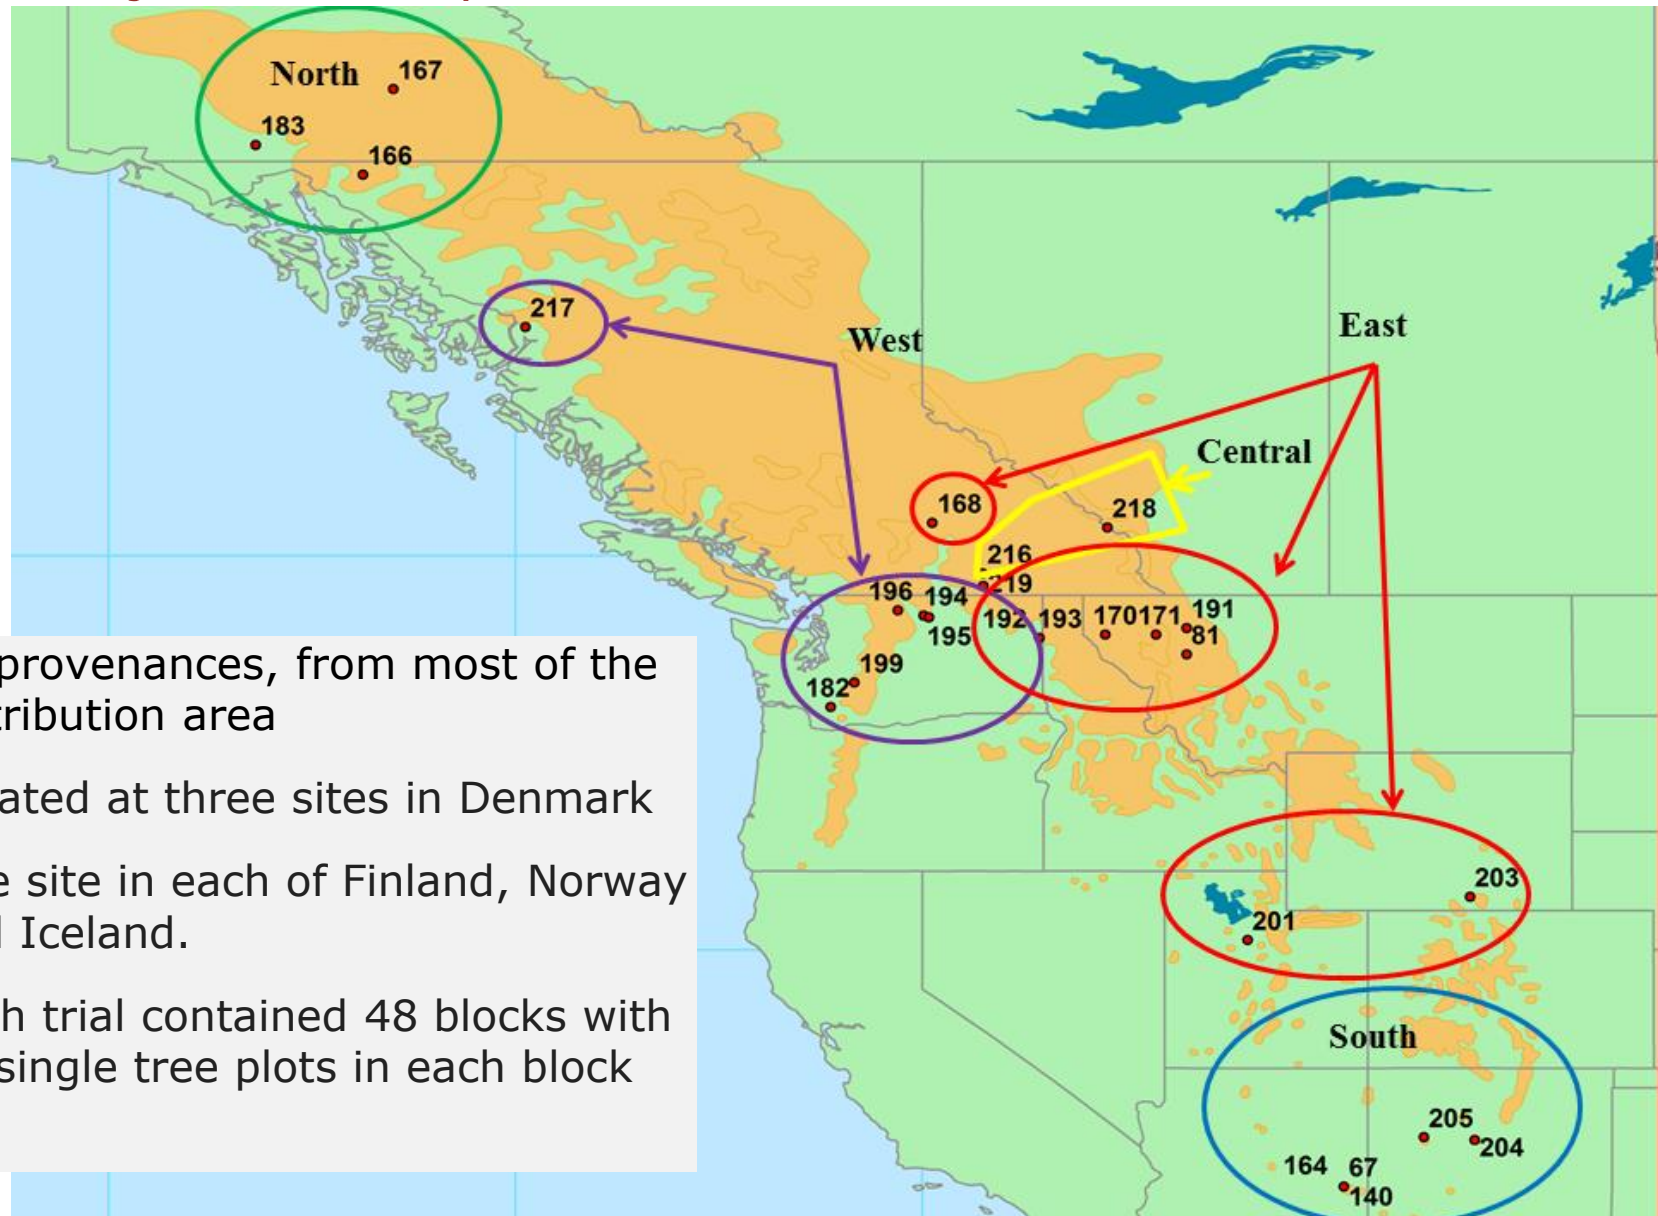 North
167
183
166
217
West
East
Central
168
218
216
219
196
194
192
193
170
171
191
195
81
199
182
provenances, from most of the
tribution area
ated at three sites in Denmark
e site in each of Finland, Norway
Iceland.
h trial contained 48 blocks with
single tree plots in each block
203
201
South
205
204
164
67
140